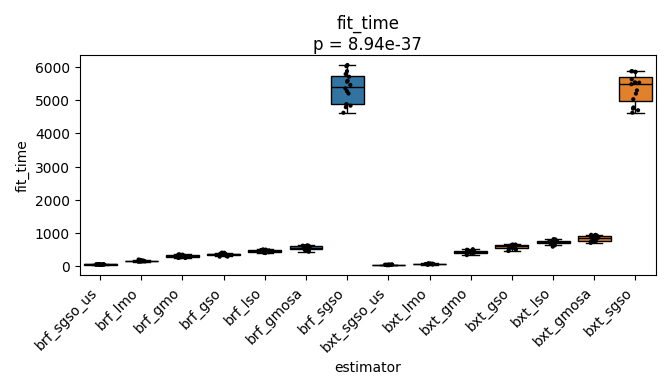 fit_time
p = 8.94e-37
fit_time
6000
5000
4000
3000
2000
1000
0
brf_sgso_us
brf_lmo
brf_gmo
brf_gso
brf_lso
brf_gmosa
brf_sgso
bxt_sgso_us
bxt_lmo
bxt_gmo
bxt_gso
bxt_lso
bxt_gmosa
bxt_sgso
estimator